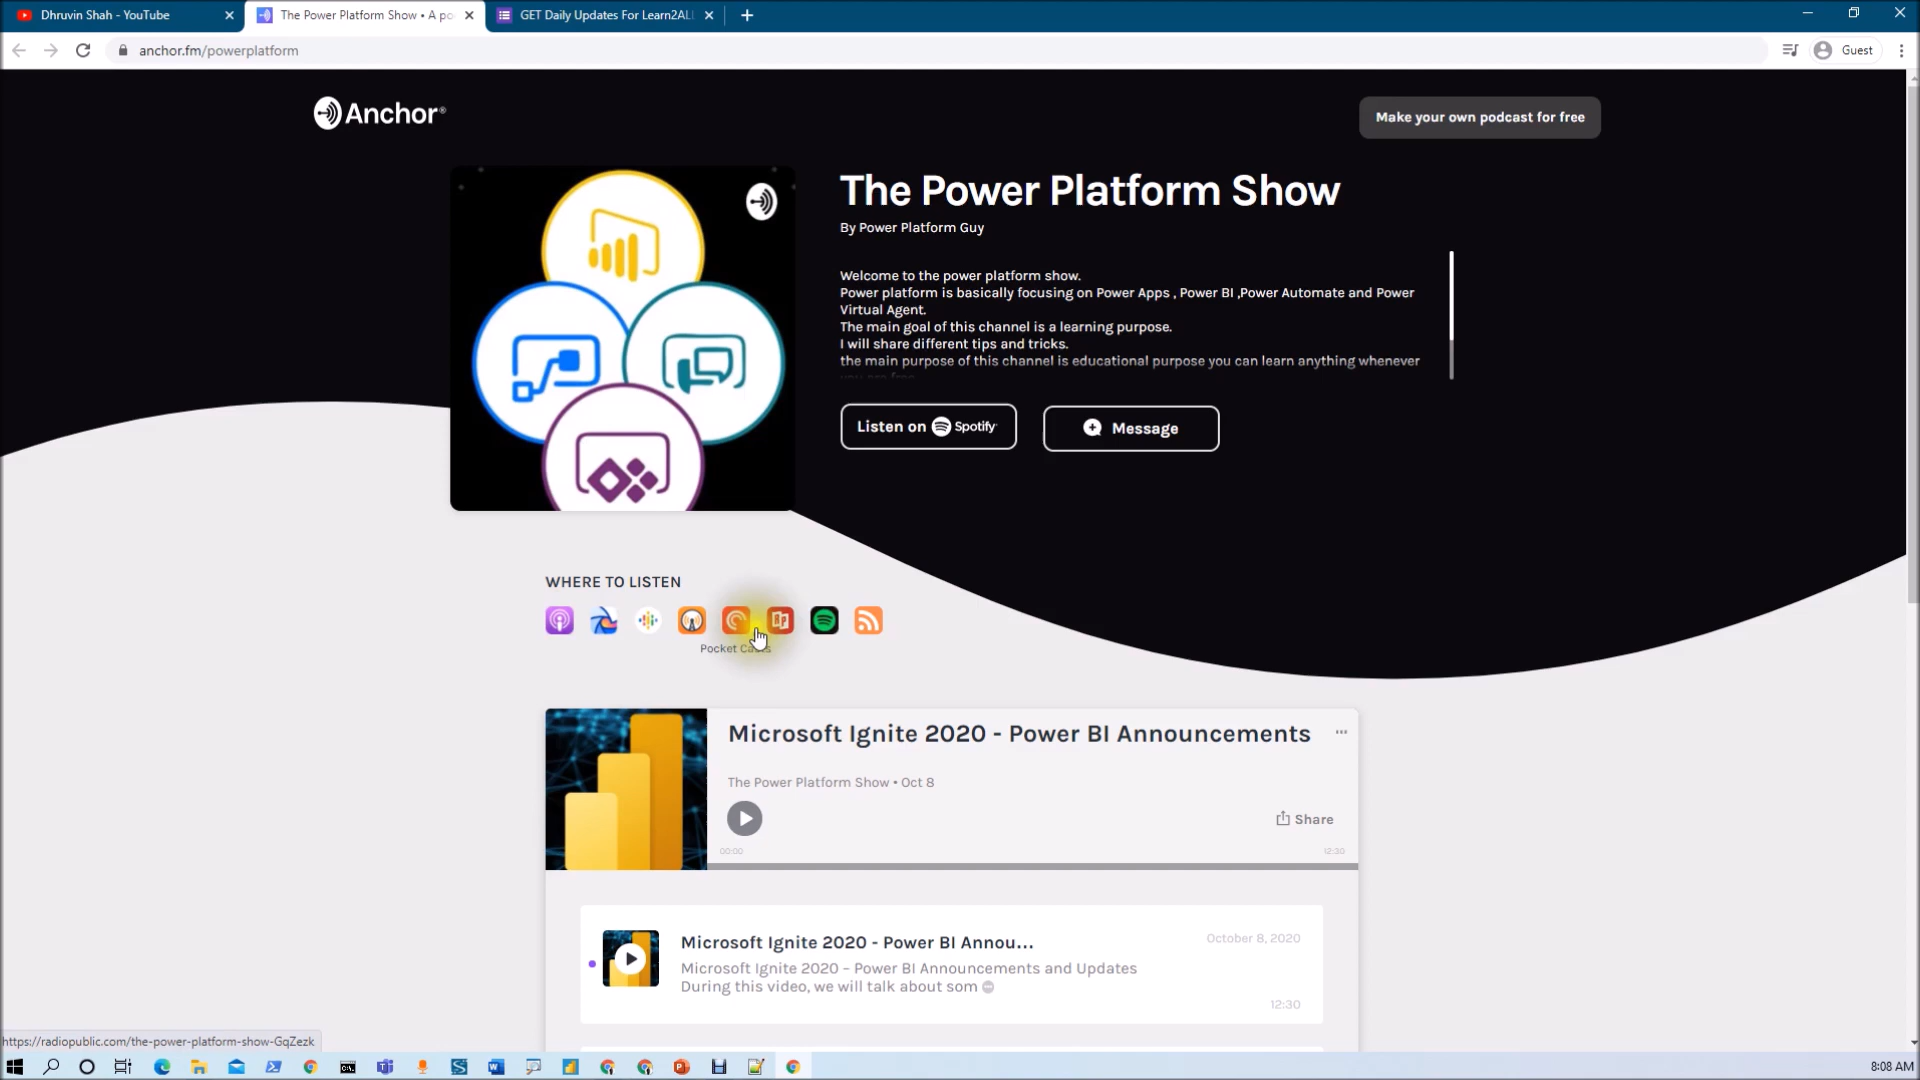 Dhruvin Shah - YouTube
The Power Platform Show • A po
GET Daily Updates For Learn2ALL
anchor.fm/powerplatform
Guest
Anchor
Make your own podcast for free
The Power Platform Show
By Power Platform Guy
Welcome to the power platform show.
Power platform is basically focusing on Power Apps , Power BI ,Power Automate and Power
Virtual Agent.
The main goal of this channel is a learning purpose.
I will share different tips and tricks.
the main purpose of this channel is educational purpose you can learn anything whenever
Listen on Spotify
Message
WHERE TO LISTEN
Pocket Casts
Microsoft Ignite 2020 - Power BI Announcements
The Power Platform Show • Oct 8
Share
00:00
12:30
Microsoft Ignite 2020 - Power BI Annou...
October 8, 2020
Microsoft Ignite 2020 – Power BI Announcements and Updates
During this video, we will talk about som
12:30
https://radiopublic.com/the-power-platform-show-GqZezk
8:08 AM